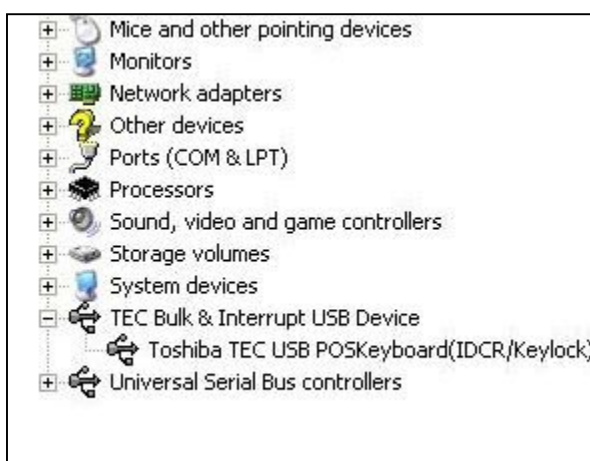 Mice and other pointing devices
Monitors
Network adapters
Other devices
Ports (COM & LPT)
Processors
Sound, video and game controllers
Storage volumes
System devices
TEC Bulk & Interrupt USB Device
Toshiba TEC USB POSKeyboard(IDCR/Keylock)
Universal Serial Bus controllers